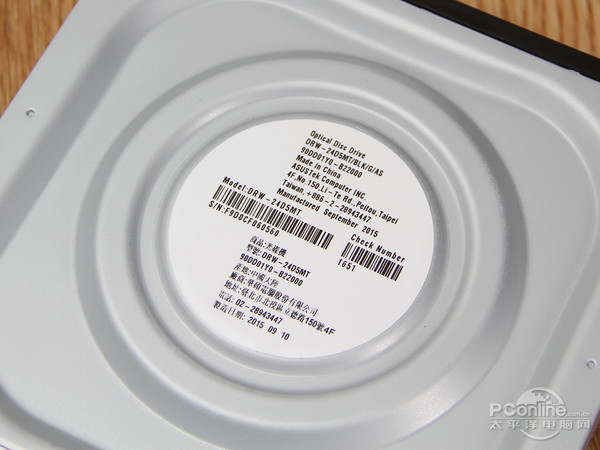 Optical Disc Drive
DRW-24D5MT/BLK/G/AS
90DD01Y0-B22000
Made in China
ASUSTek Computer INC.
4F,No.150,Li-Te Rd.,Peitou,Taipei
Taiwan.+886-2-28943447
Manufactured September 2015
Model:DRW-24D5MT
S/N:F9D0CF060560
Check Number
1651
商品:光碟機
型號:DRW-24D5MT
90DD01Y0-B22000
產地:中國大陸
廠商:華碩電腦股份有限公司
地址:臺北市北投區立德路150號4F
電話: 02-28943447
製造日期: 2015 09 10
PConline.com.cn
太平洋电脑网